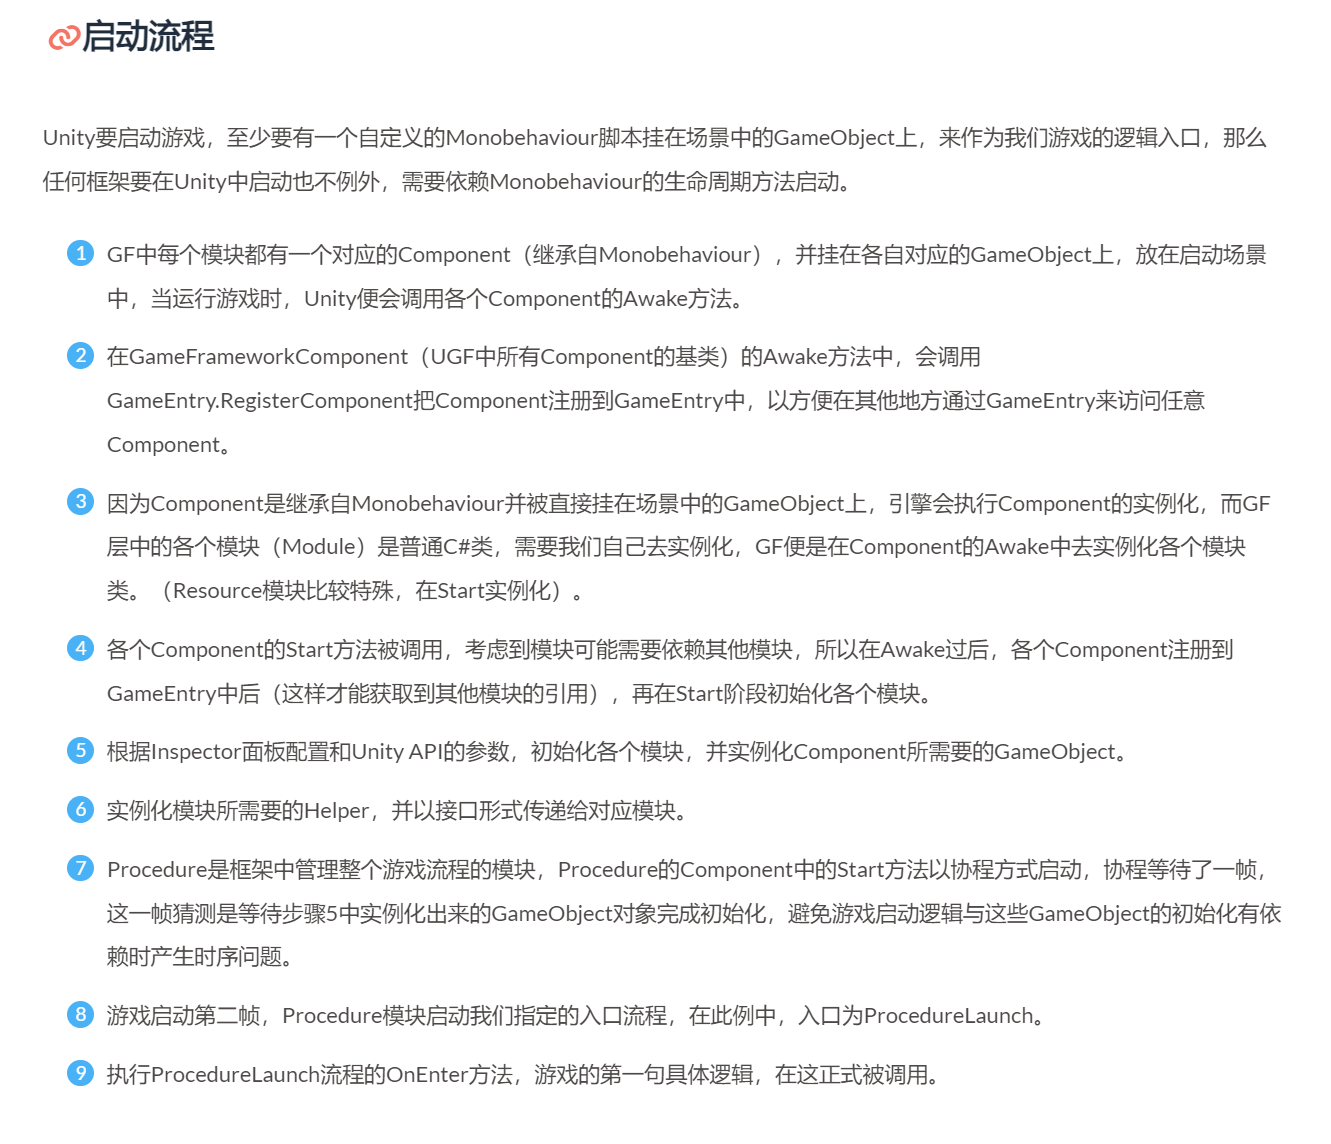 启动流程
Unity要启动游戏，至少要有一个自定义的Monobehaviour脚本挂在场景中的GameObject上，来作为我们游戏的逻辑入口，那么
任何框架要在Unity中启动也不例外，需要依赖Monobehaviour的生命周期方法启动。
1 GF中每个模块都有一个对应的Component（继承自Monobehaviour），并挂在各自对应的GameObject上，放在启动场景
中，当运行游戏时，Unity便会调用各个Component的Awake方法。
2 在GameFrameworkComponent（UGF中所有Component的基类）的Awake方法中，会调用
GameEntry.RegisterComponent把Component注册到GameEntry中，以方便在其他地方通过GameEntry来访问任意
Component。
3 因为Component是继承自Monobehaviour并被直接挂在场景中的GameObject上，引擎会执行Component的实例化，而GF
层中的各个模块（Module）是普通C#类，需要我们自己去实例化，GF便是在Component的Awake中去实例化各个模块
类。（Resource模块比较特殊，在Start实例化）。
4 各个Component的Start方法被调用，考虑到模块可能需要依赖其他模块，所以在Awake过后，各个Component注册到
GameEntry中后（这样才能获取到其他模块的引用），再在Start阶段初始化各个模块。
5 根据Inspector面板配置和Unity API的参数，初始化各个模块，并实例化Component所需要的GameObject。
6 实例化模块所需要的Helper，并以接口形式传递给对应模块。
7 Procedure是框架中管理整个游戏流程的模块，Procedure的Component中的Start方法以协程方式启动，协程等待了一帧，
这一帧猜测是等待步骤5中实例化出来的GameObject对象完成初始化，避免游戏启动逻辑与这些GameObject的初始化有依
赖时产生时序问题。
8 游戏启动第二帧，Procedure模块启动我们指定的入口流程，在此例中，入口为ProcedureLaunch。
9 执行ProcedureLaunch流程的OnEnter方法，游戏的第一句具体逻辑，在这正式被调用。